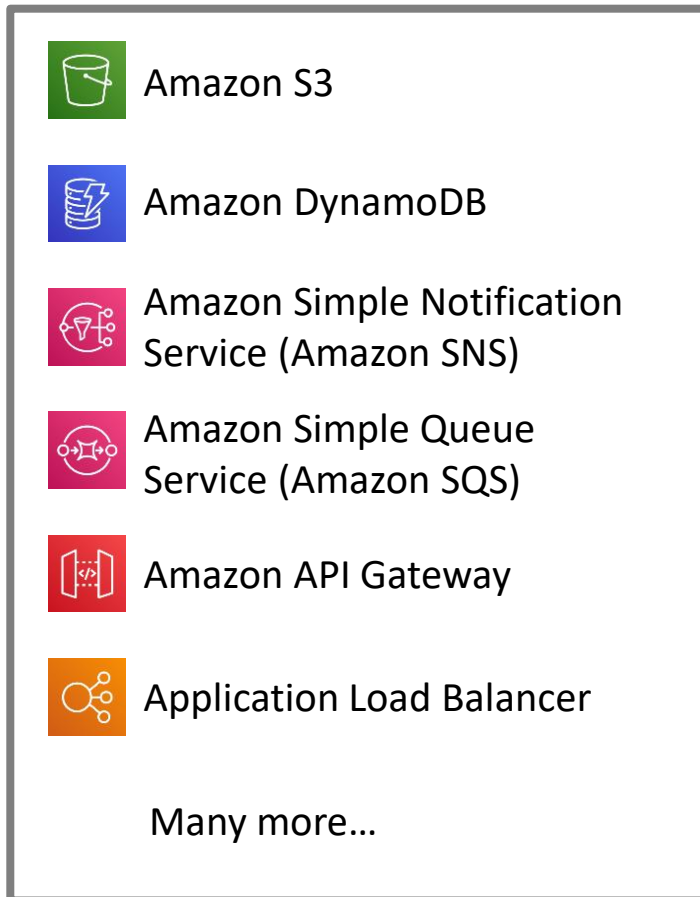 Amazon S3
Amazon DynamoDB
Amazon Simple Notification
Service (Amazon SNS)
Amazon Simple Queue
Service (Amazon SQS)
</>
Amazon API Gateway
Application Load Balancer
Many more…